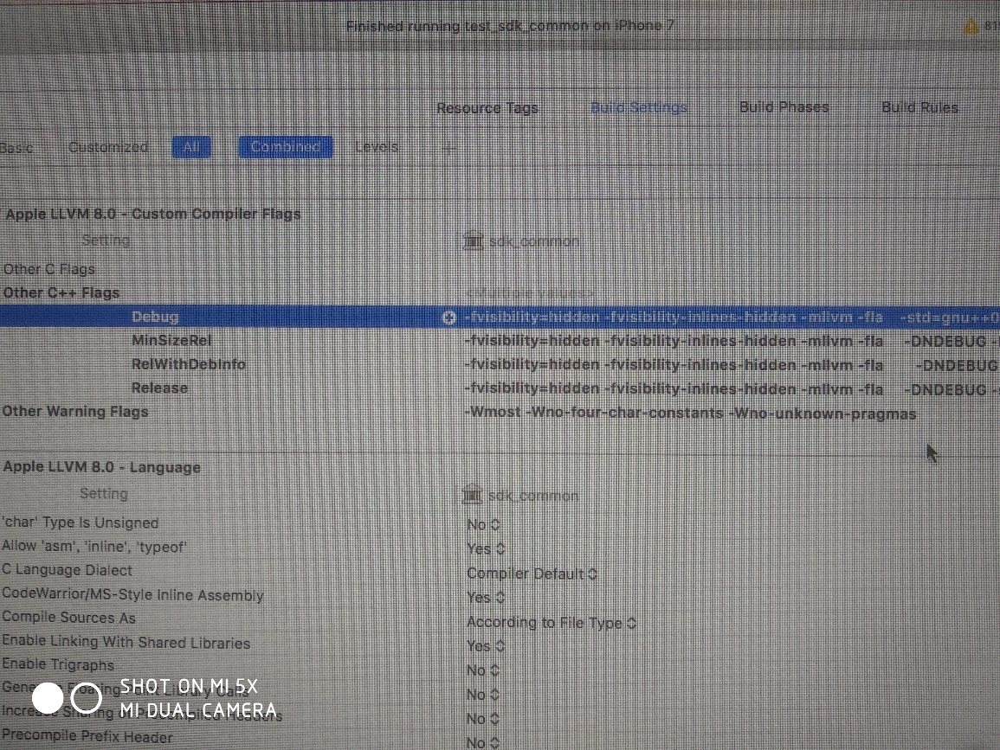 Finished running test_sdk_common on iPhone 7
Resource Tags Build Settings Build Phases Build Rules
Basic Customized All Combined Levels +
Apple LLVM 8.0 - Custom Compiler Flags
Setting sdk_common
Other C Flags
Other C++ Flags <Multiple values>
Debug -fvisibility=hidden -fvisibility-inlines-hidden -mllvm -fla -std=gnu++0
MinSizeRel -fvisibility=hidden -fvisibility-inlines-hidden -mllvm -fla -DNDEBUG
RelWithDebInfo -fvisibility=hidden -fvisibility-inlines-hidden -mllvm -fla -DNDEBUG
Release -fvisibility=hidden -fvisibility-inlines-hidden -mllvm -fla -DNDEBUG
Other Warning Flags -Wmost -Wno-four-char-constants -Wno-unknown-pragmas
Apple LLVM 8.0 - Language
Setting sdk_common
'char' Type Is Unsigned No
Allow 'asm', 'inline', 'typeof' Yes
C Language Dialect Compiler Default
CodeWarrior/MS-Style Inline Assembly Yes
Compile Sources As According to File Type
Enable Linking With Shared Libraries Yes
Enable Trigraphs No
No
No
Precompile Prefix Header No
SHOT ON MI 5X
MI DUAL CAMERA